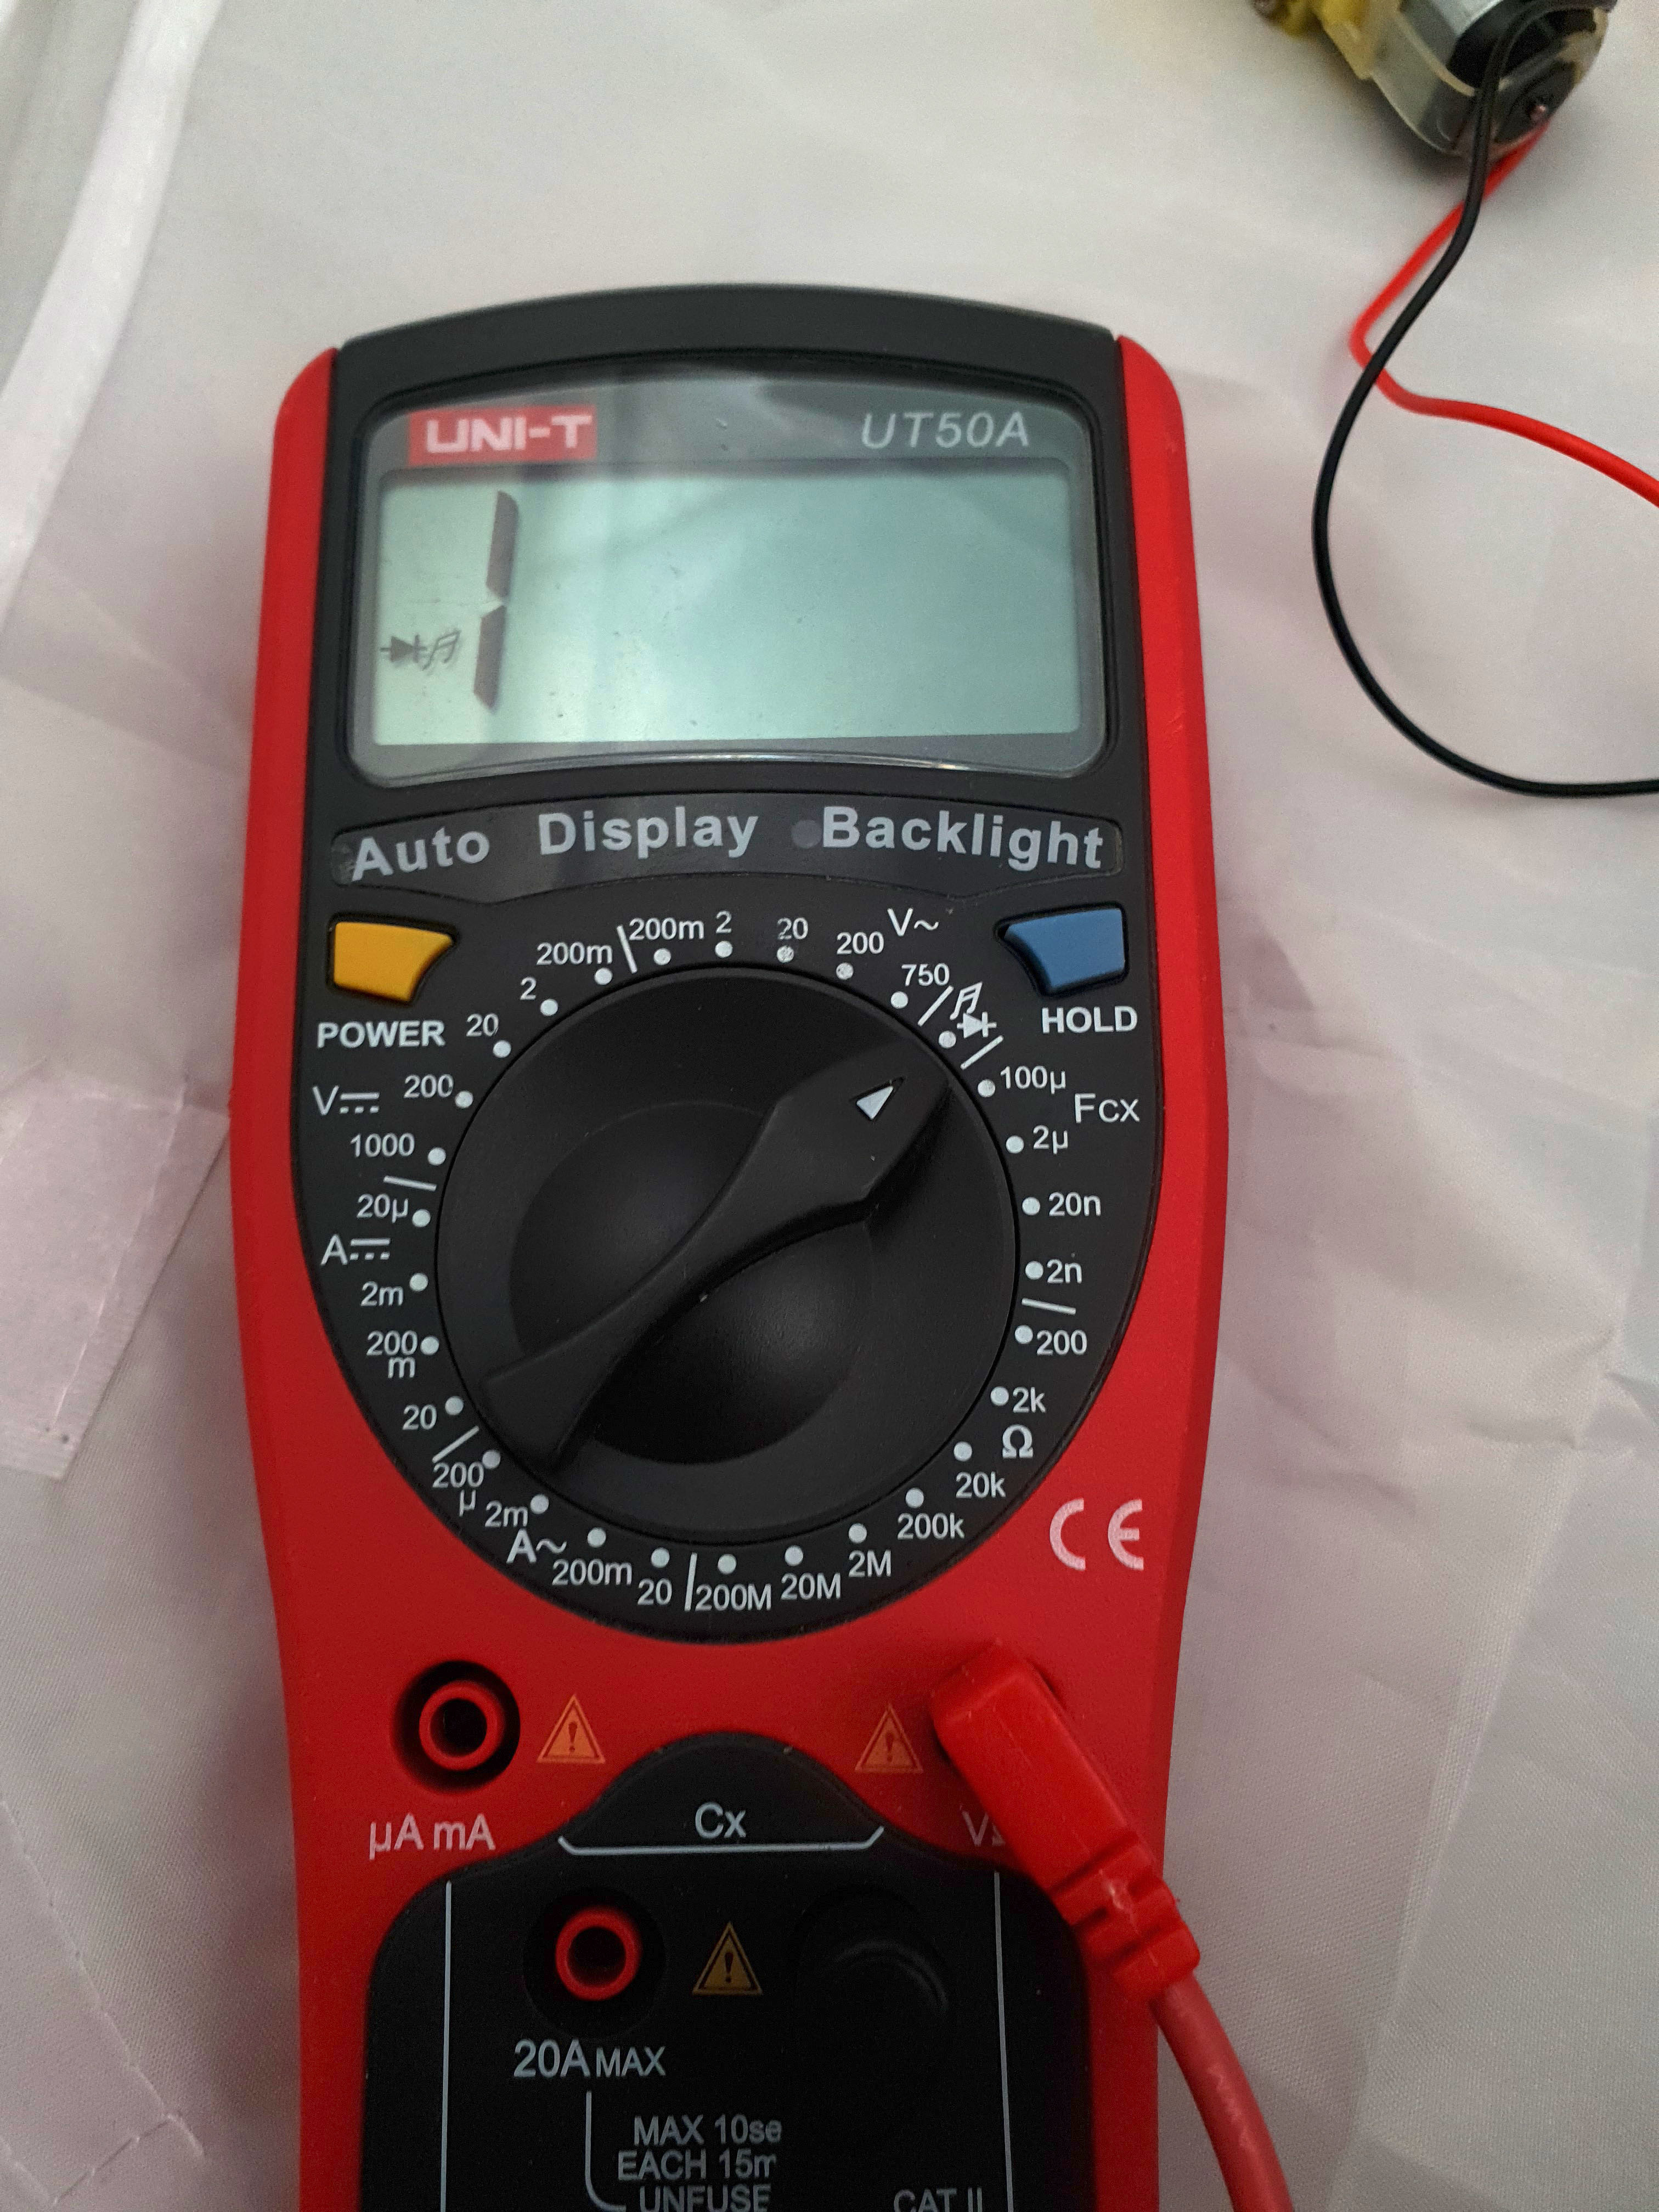 UNI-T
UT50A
1
Auto Display Backlight
POWER
HOLD
V⎓
1000
200
20
2
200m
200m
2
20
200
750
V~
100µ
2µ
20n
2n
Fcx
200
2k
20k
200k
2M
20M
200M
Ω
20µ
2m
200
m
20
A⎓
200
µ
2m
200m
20
A~
CE
µA mA
Cx
V
20A MAX
MAX 10se
EACH 15m
UNFUSE
CAT II